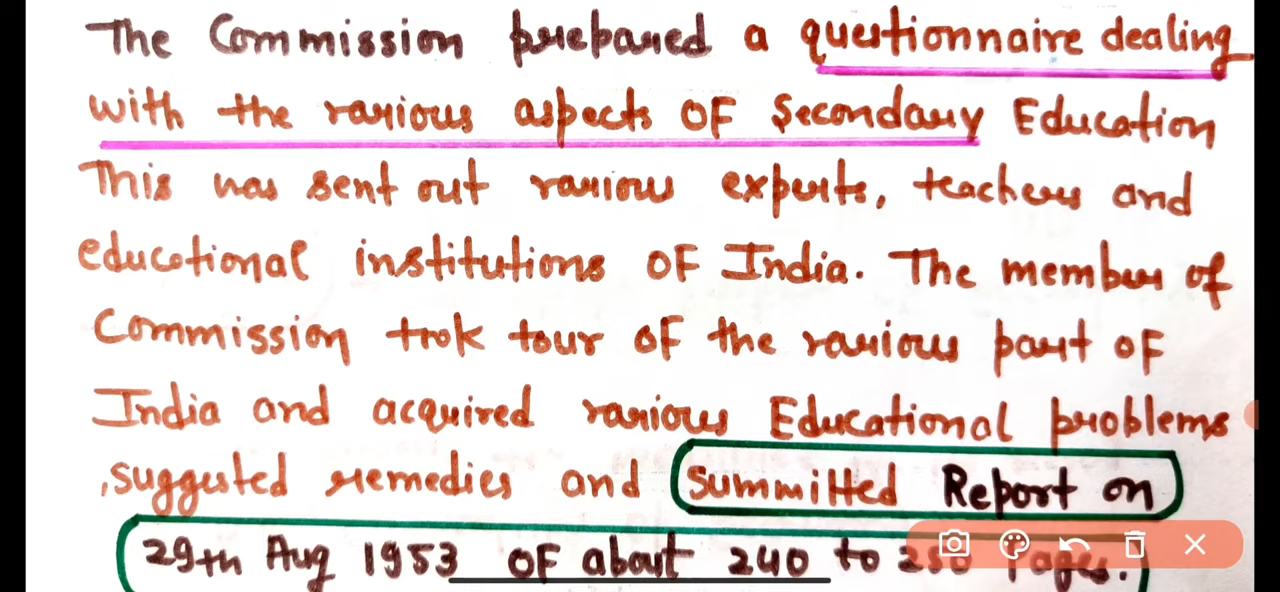 The Commission prepared a questionnaire dealing
with the various aspects OF Secondary Education
This was sent out various experts, teachers and
educational institutions OF India. The member of
Commission took tour of the various part OF
India and acquired various Educational problems
,suggested remedies and Summitted Report on
29th Aug 1953 OF about 240 to 250 Pages.